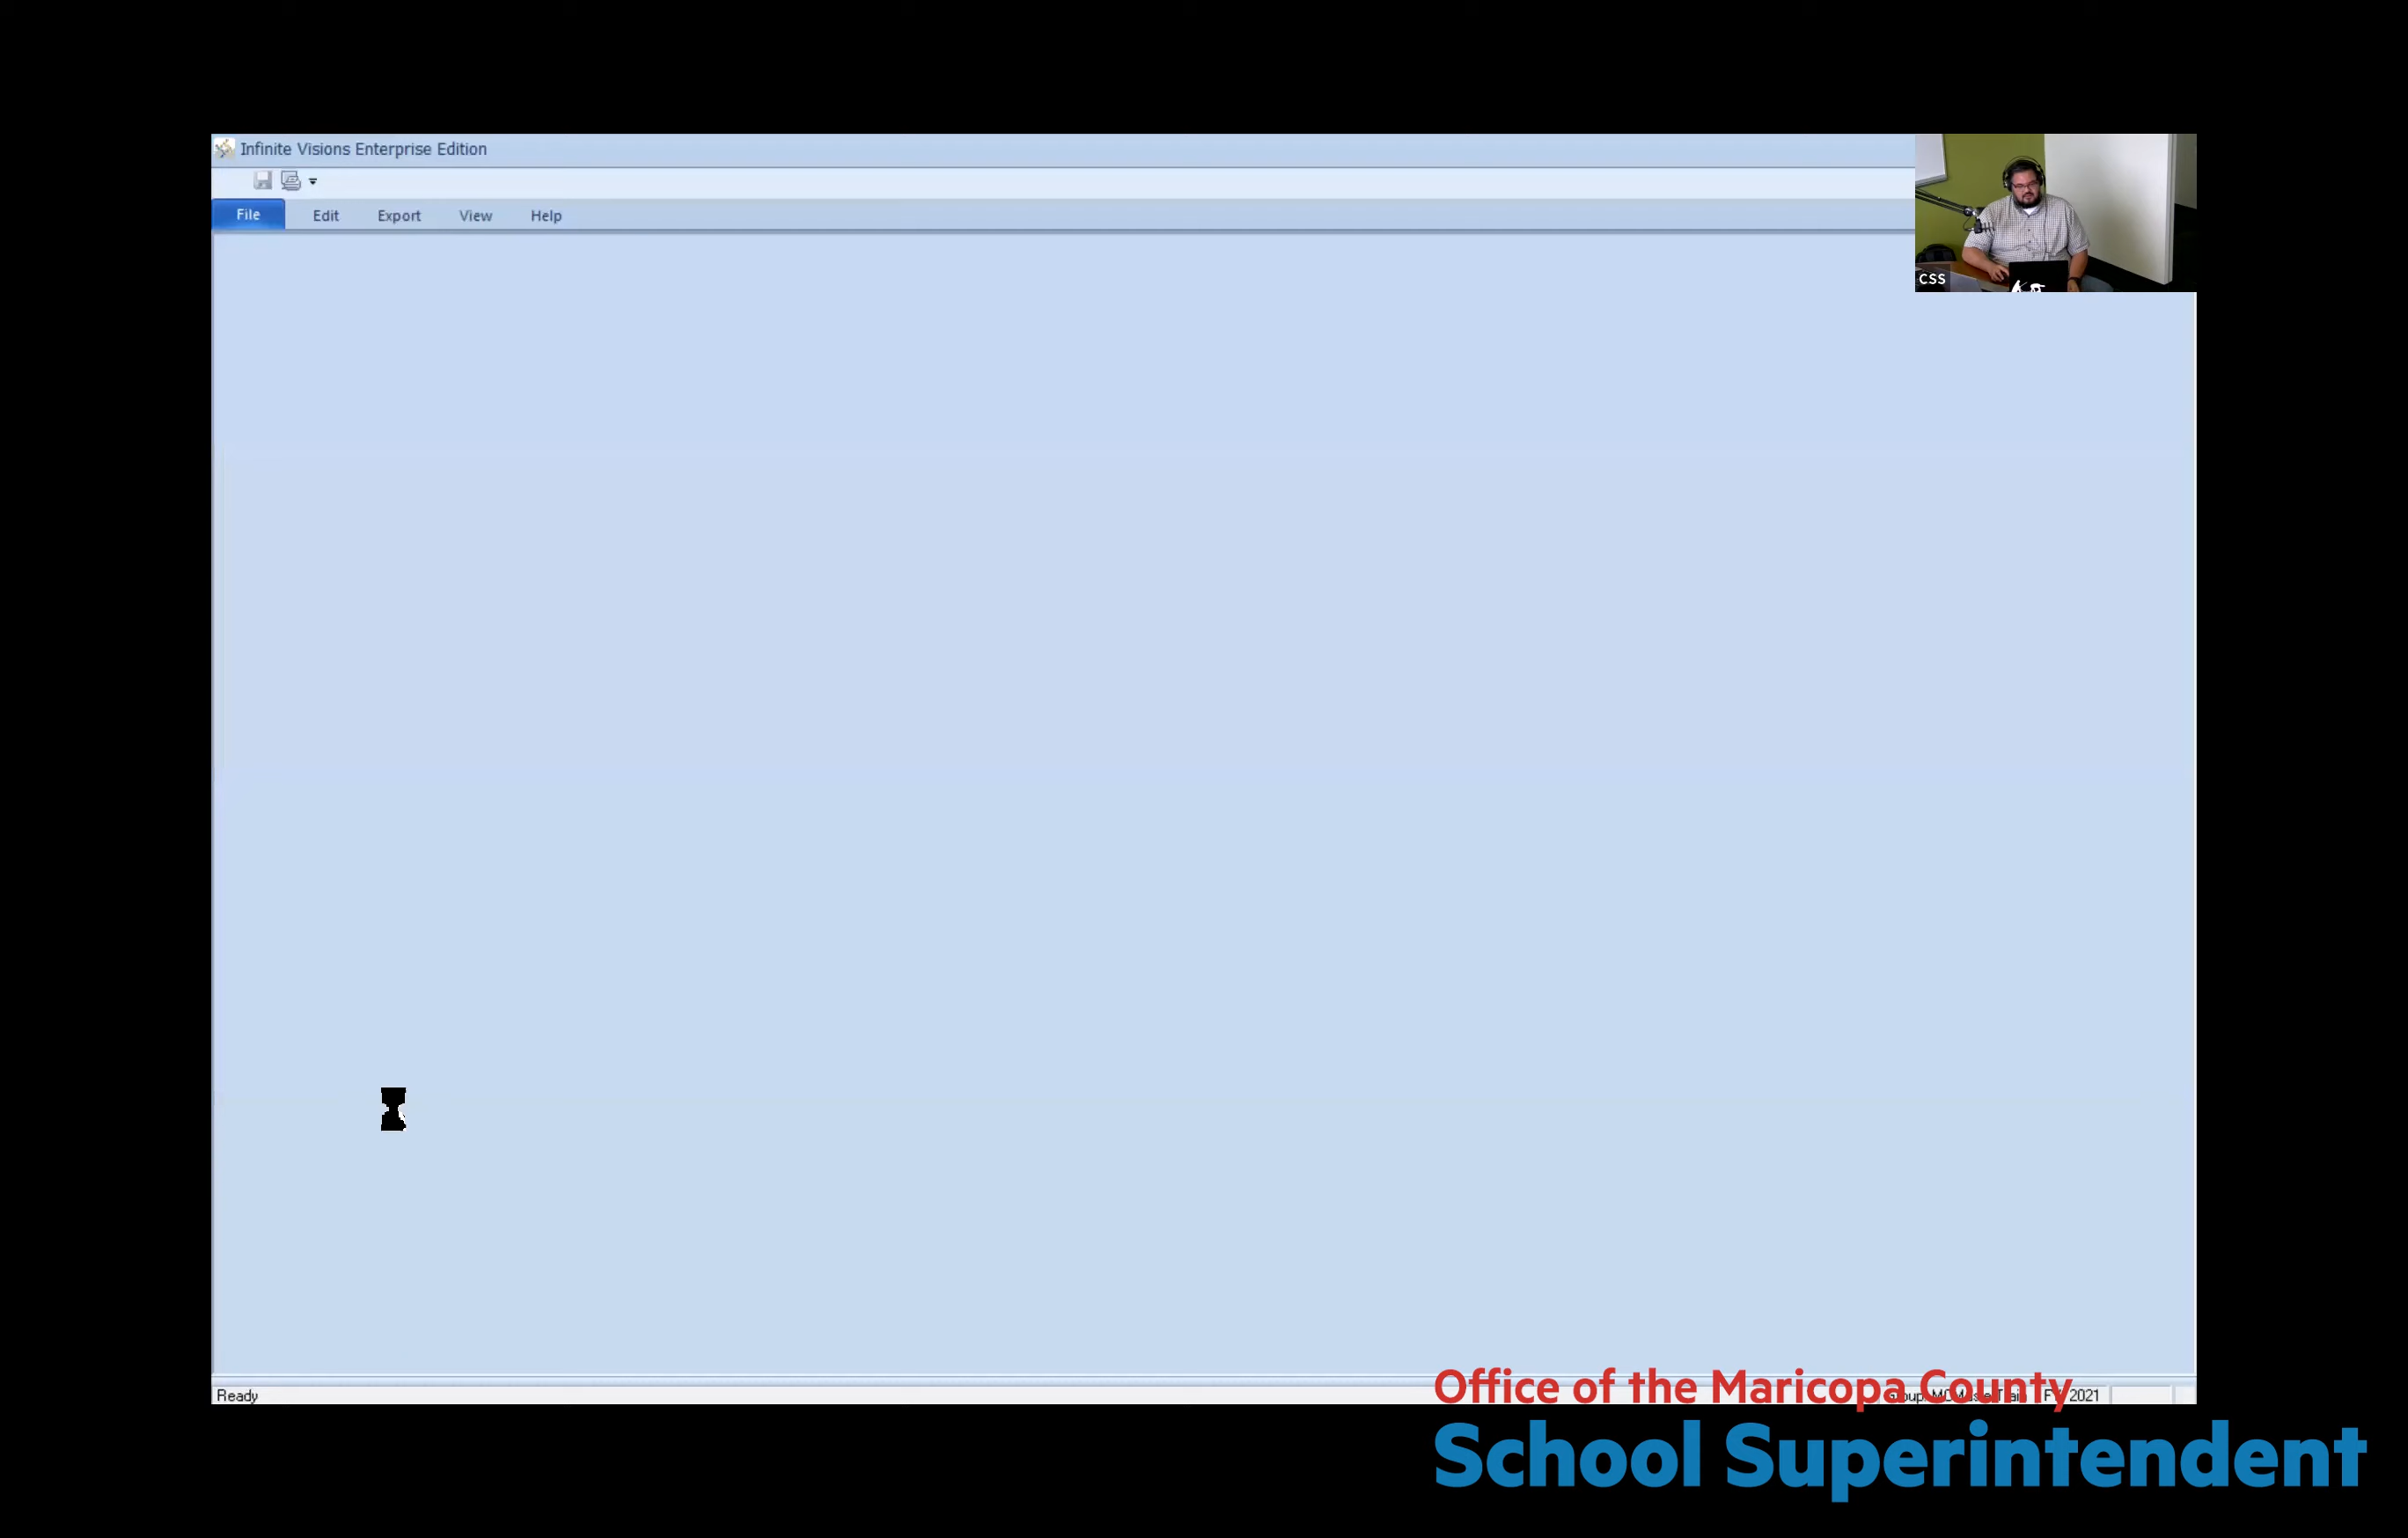 Infinite Visions Enterprise Edition
File Edit Export View Help
CSS
Ready
2021
Office of the Maricopa County
School Superintendent